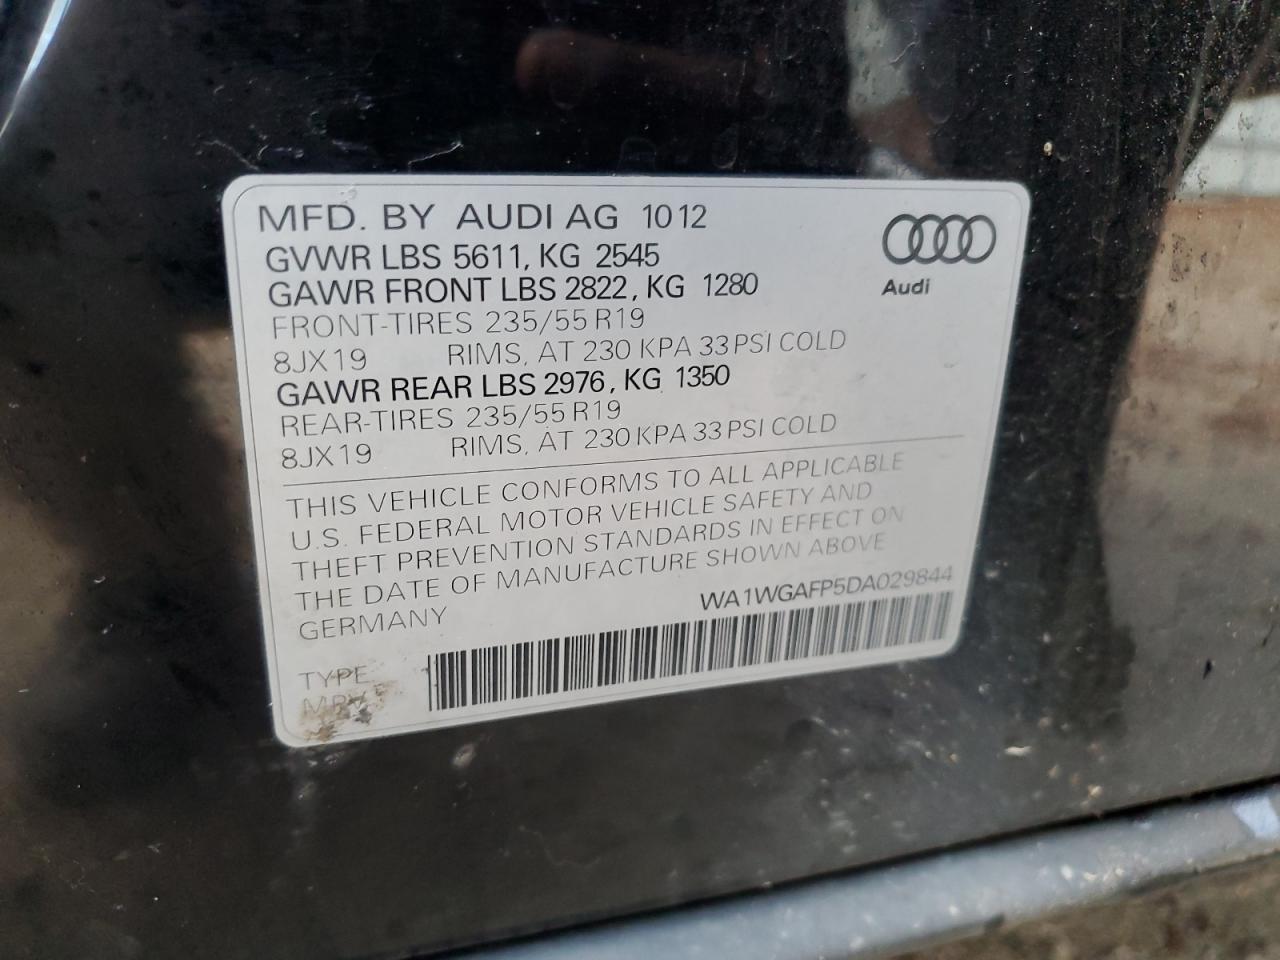 MFD. BY AUDI AG 10 12
GVWR LBS 5611, KG 2545
GAWR FRONT LBS 2822, KG 1280
FRONT-TIRES 235/55 R19
8JX19 RIMS, AT 230 KPA 33 PSI COLD
GAWR REAR LBS 2976, KG 1350
REAR-TIRES 235/55 R19
8JX19 RIMS, AT 230 KPA 33 PSI COLD
Audi
THIS VEHICLE CONFORMS TO ALL APPLICABLE
U.S. FEDERAL MOTOR VEHICLE SAFETY AND
THEFT PREVENTION STANDARDS IN EFFECT ON
THE DATE OF MANUFACTURE SHOWN ABOVE
GERMANY WA1WGAFP5DA029844
TYPE